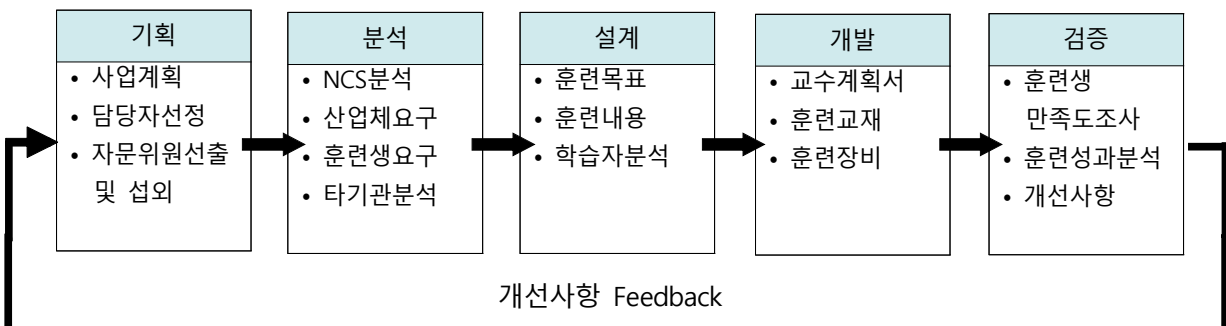 기획
• 사업계획
• 담당자선정
• 자문위원선출
및 섭외
분석
• NCS분석
• 산업체요구
• 훈련생요구
• 타기관분석
설계
• 훈련목표
• 훈련내용
• 학습자분석
개발
• 교수계획서
• 훈련교재
• 훈련장비
검증
• 훈련생
만족도조사
• 훈련성과분석
• 개선사항
개선사항 Feedback